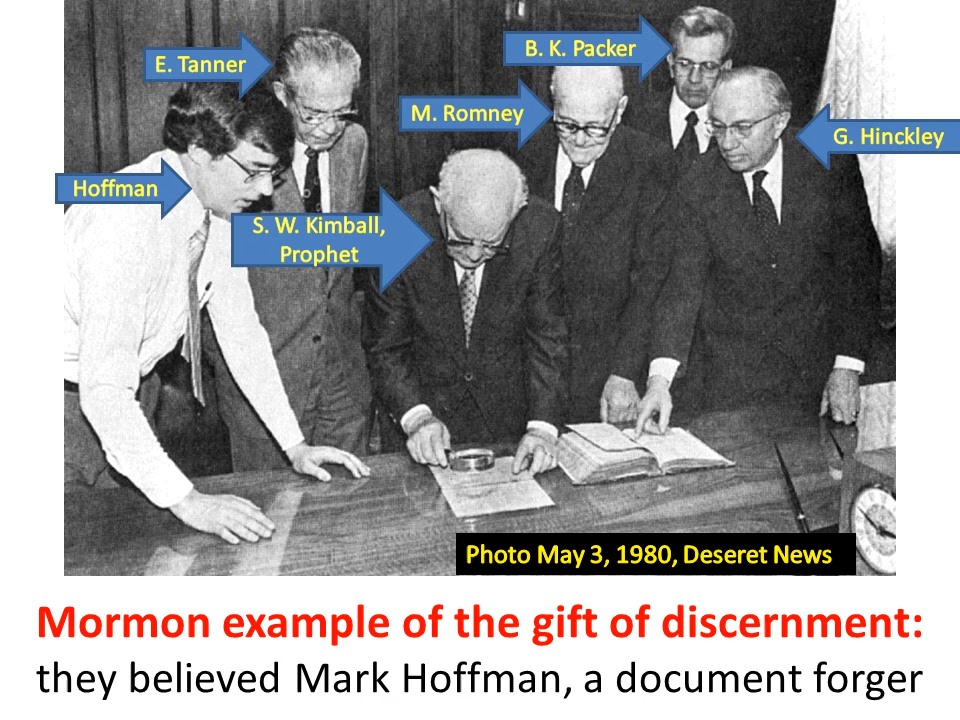 E. Tanner
B. K. Packer
M. Romney
G. Hinckley
Hoffman
S. W. Kimball,
Prophet
Photo May 3, 1980, Deseret News
Mormon example of the gift of discernment:
they believed Mark Hoffman, a document forger